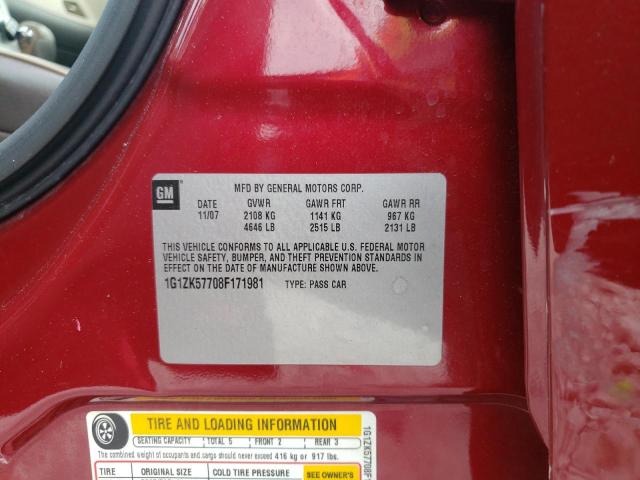 GM
MFD BY GENERAL MOTORS CORP.
DATE GVWR GAWR FRT GAWR RR
11/07 2108 KG 1141 KG 967 KG
4646 LB 2515 LB 2131 LB
THIS VEHICLE CONFORMS TO ALL APPLICABLE U.S. FEDERAL MOTOR
VEHICLE SAFETY, BUMPER, AND THEFT PREVENTION STANDARDS IN
EFFECT ON THE DATE OF MANUFACTURE SHOWN ABOVE.
1G1ZK57708F171981 TYPE: PASS CAR
TIRE AND LOADING INFORMATION
SEATING CAPACITY TOTAL 5 FRONT 2 REAR 3
The combined weight of occupants and cargo should never exceed 416 kg or 917 lbs.
TIRE ORIGINAL SIZE COLD TIRE PRESSURE SEE OWNER'S
1G1ZK57708F